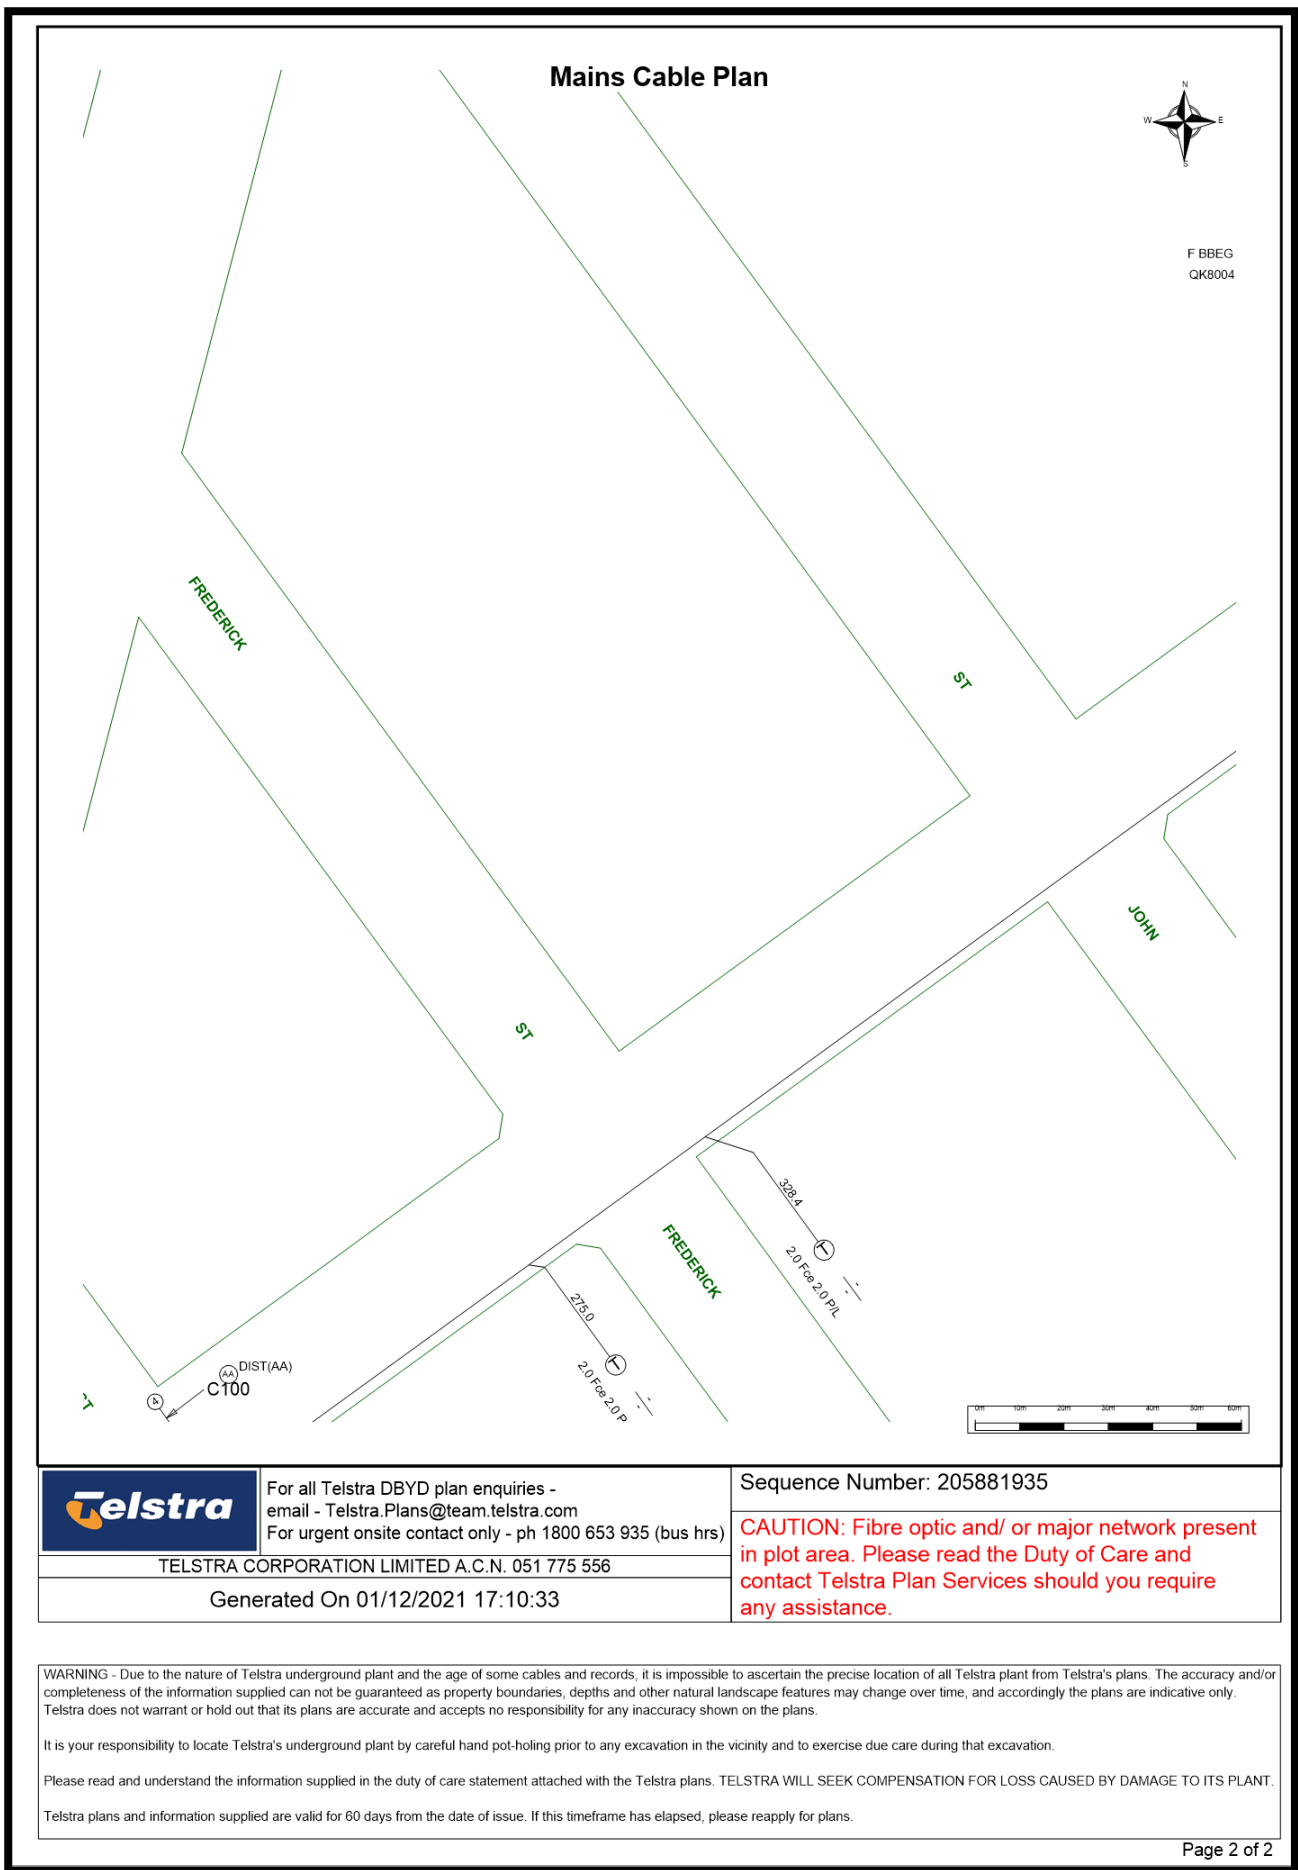 Mains Cable Plan
N
W E
S
F BBEG
QK8004
FREDERICK
ST
JOHN
ST
328.4
FREDERICK
2.0 Fce 2.0 P/L
275.0
2.0 Fce 2.0 P
DIST(AA)
AA
C100
4
0m 10m 20m 30m 40m 50m 60m
Telstra
For all Telstra DBYD plan enquiries -
email - Telstra.Plans@team.telstra.com
For urgent onsite contact only - ph 1800 653 935 (bus hrs)
TELSTRA CORPORATION LIMITED A.C.N. 051 775 556
Generated On 01/12/2021 17:10:33
Sequence Number: 205881935
CAUTION: Fibre optic and/ or major network present
in plot area. Please read the Duty of Care and
contact Telstra Plan Services should you require
any assistance.
WARNING - Due to the nature of Telstra underground plant and the age of some cables and records, it is impossible to ascertain the precise location of all Telstra plant from Telstra's plans. The accuracy and/or
completeness of the information supplied can not be guaranteed as property boundaries, depths and other natural landscape features may change over time, and accordingly the plans are indicative only.
Telstra does not warrant or hold out that its plans are accurate and accepts no responsibility for any inaccuracy shown on the plans.
It is your responsibility to locate Telstra's underground plant by careful hand pot-holing prior to any excavation in the vicinity and to exercise due care during that excavation.
Please read and understand the information supplied in the duty of care statement attached with the Telstra plans. TELSTRA WILL SEEK COMPENSATION FOR LOSS CAUSED BY DAMAGE TO ITS PLANT.
Telstra plans and information supplied are valid for 60 days from the date of issue. If this timeframe has elapsed, please reapply for plans.
Page 2 of 2